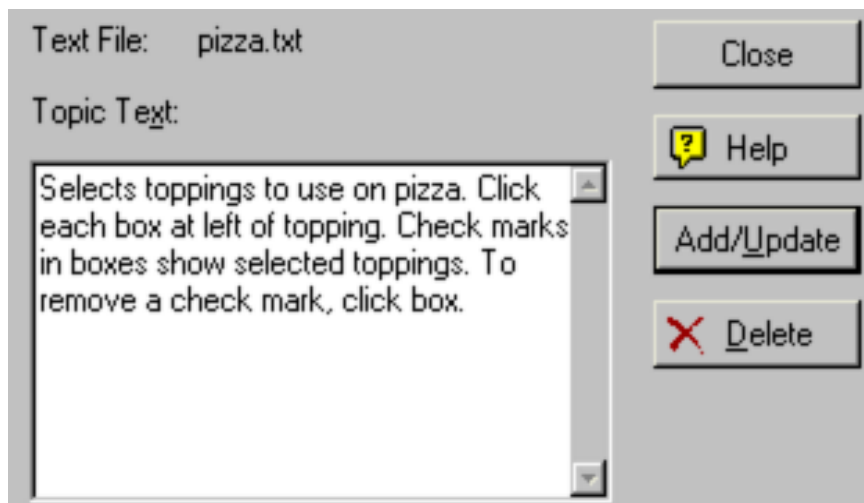 Text File: pizza.txt
Close
Topic Text:
Help
Selects toppings to use on pizza. Click
each box at left of topping. Check marks
in boxes show selected toppings. To
remove a check mark, click box.
Add/Update
Delete